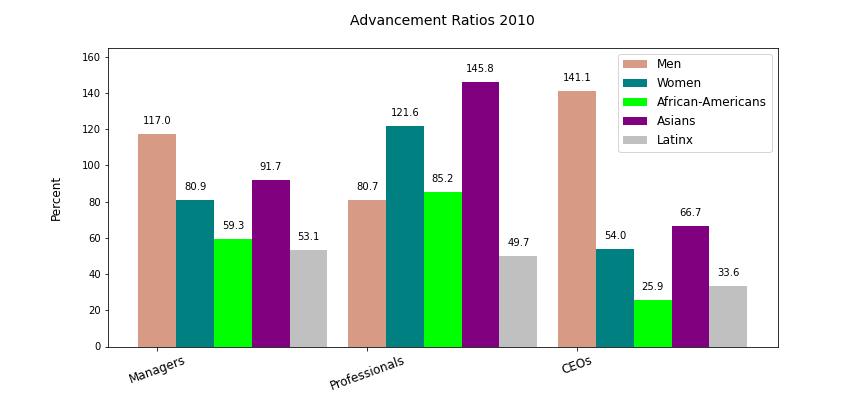 Advancement Ratios 2010
Percent
160
140
120
100
80
60
40
20
0
117.0
80.9
59.3
91.7
53.1
80.7
121.6
85.2
145.8
49.7
141.1
54.0
25.9
66.7
33.6
Men
Women
African-Americans
Asians
Latinx
Managers
Professionals
CEOs